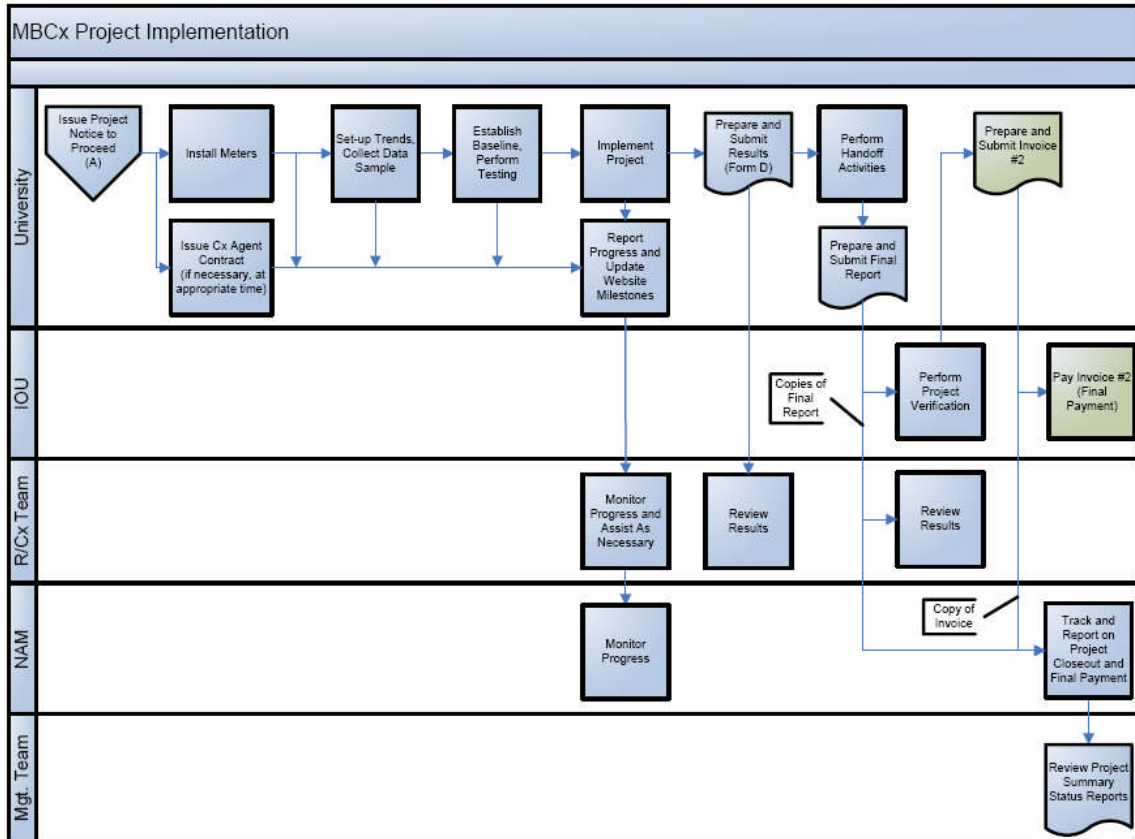 MBCx Project Implementation
University
Issue Project
Notice to
Proceed
(A)
Install Meters
Set-up Trends,
Collect Data
Sample
Establish
Baseline,
Perform
Testing
Implement
Project
Prepare and
Submit
Results
(Form D)
Perform
Handoff
Activities
Prepare and
Submit Invoice
#2
Issue Cx Agent
Contract
(if necessary, at
appropriate time)
Report
Progress and
Update
Website
Milestones
Prepare and
Submit Final
Report
IOU
Copies of
Final
Report
Perform
Project
Verification
Pay Invoice #2
(Final
Payment)
R/Cx Team
Monitor
Progress and
Assist As
Necessary
Review
Results
Review
Results
NAM
Monitor
Progress
Copy of
Invoice
Track and
Report on
Project
Closeout and
Final Payment
Mgt. Team
Review Project
Summary
Status Reports